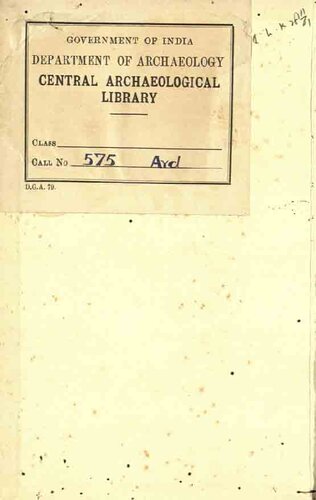 GOVERNMENT OF INDIA
DEPARTMENT OF ARCHAEOLOGY
CENTRAL ARCHAEOLOGICAL
LIBRARY
CLASS
CALL NO 575 Ard
D.G.A. 79.